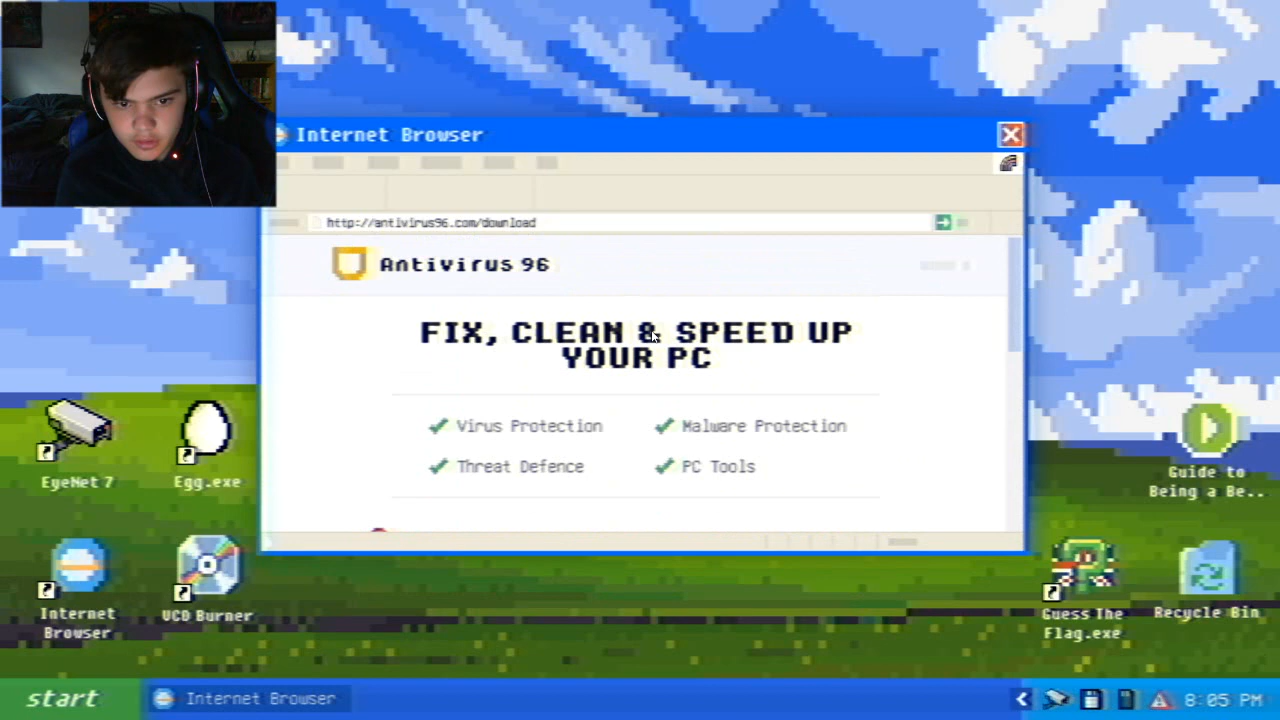 Internet Browser
http://antivirus96.com/download
Antivirus 96
FIX, CLEAN & SPEED UP
YOUR PC
Virus Protection
Malware Protection
Threat Defence
PC Tools
EyeNet 7
Egg.exe
Guide to
Being a Be..
Internet
Browser
VCD Burner
Guess The
Flag.exe
Recycle Bin
start
Internet Browser
8:05 PM